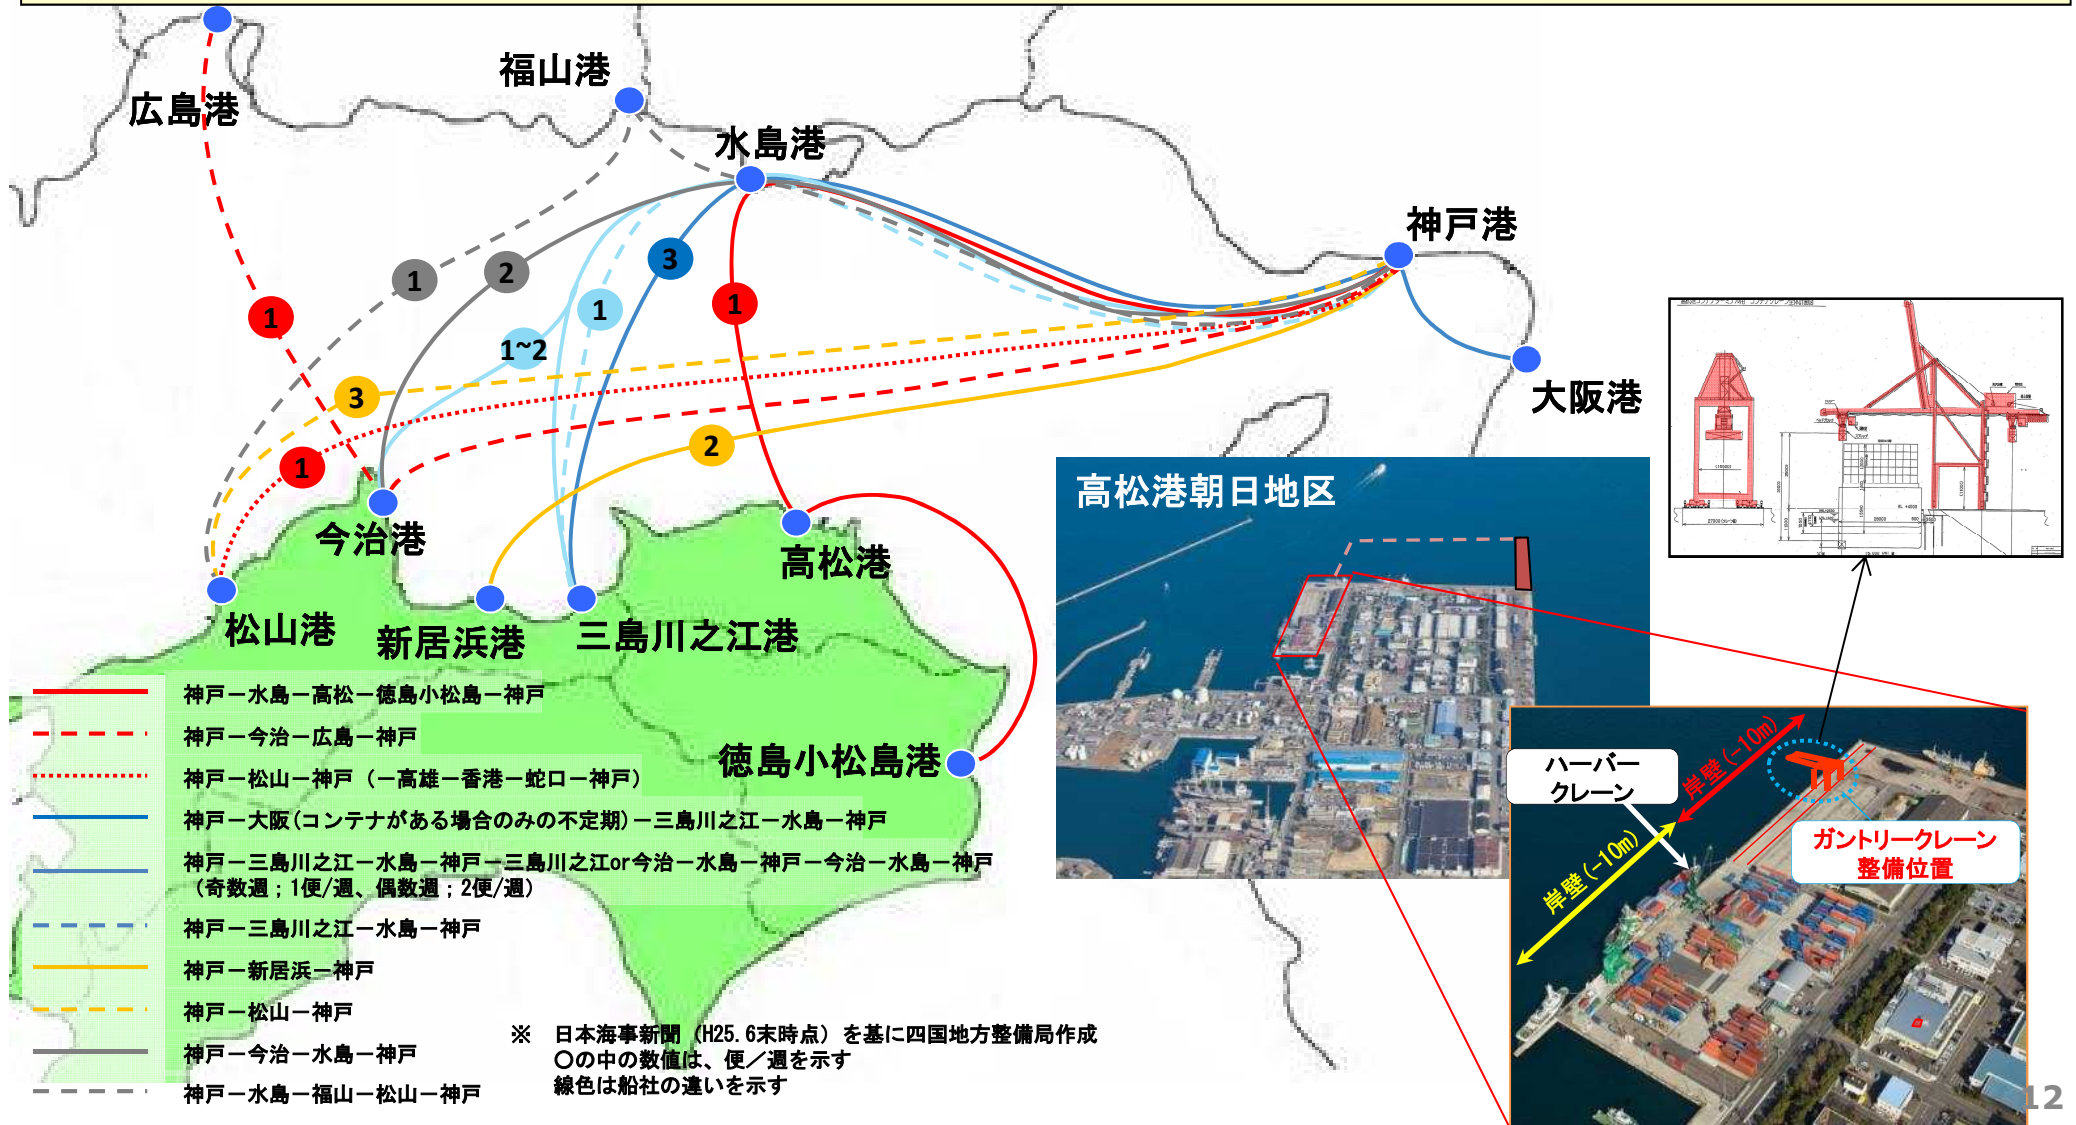 広島港
福山港
水島港
神戸港
大阪港
1
1
2
3
1
1
1~2
3
1
2
今治港
松山港
新居浜港
三島川之江港
高松港
徳島小松島港
神戸－水島－高松－徳島小松島－神戸
神戸－今治－広島－神戸
神戸－松山－神戸（－高雄－香港－蛇口－神戸）
神戸－大阪(コンテナがある場合のみの不定期)－三島川之江－水島－神戸
神戸－三島川之江－水島－神戸－三島川之江or今治－水島－神戸－今治－水島－神戸
（奇数週；1便/週、偶数週；2便/週）
神戸－三島川之江－水島－神戸
神戸－新居浜－神戸
神戸－松山－神戸
神戸－今治－水島－神戸
神戸－水島－福山－松山－神戸
※　日本海事新聞（H25.6末時点）を基に四国地方整備局作成
〇の中の数値は、便／週を示す
線色は船社の違いを示す
高松港朝日地区
ハーバー
クレーン
岸壁(-10m)
岸壁(-10m)
ガントリークレーン
整備位置
12